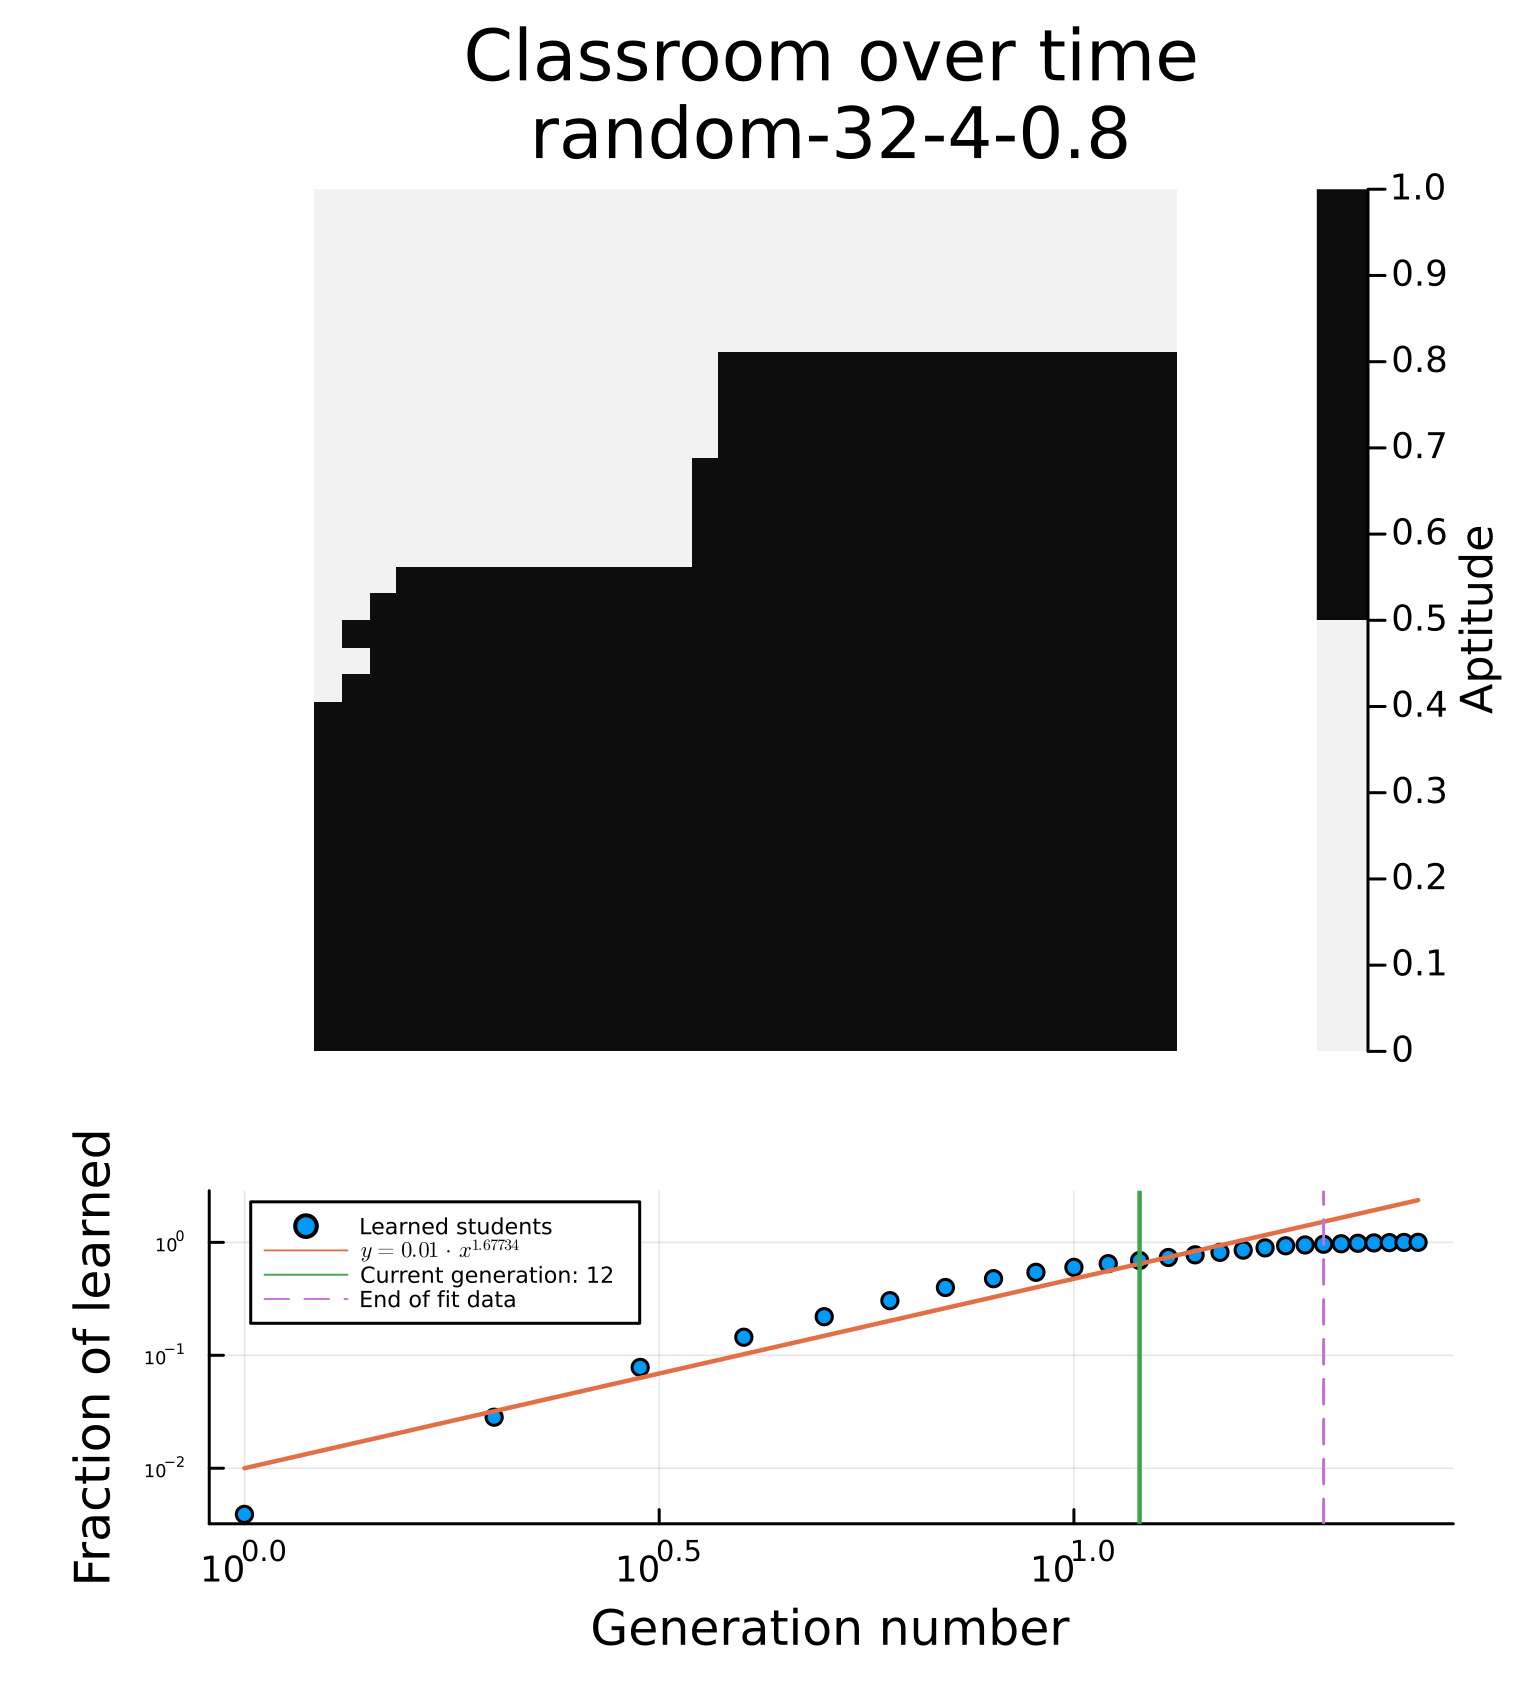 Classroom over time
random-32-4-0.8
1.0
0.9
0.8
0.7
0.6
0.5
0.4
0.3
0.2
0.1
0
Aptitude
Fraction of learned
10^0
10^−1
10^−2
Learned students
y = 0.01 · x^1.67734
Current generation: 12
End of fit data
10^0.0
10^0.5
10^1.0
Generation number